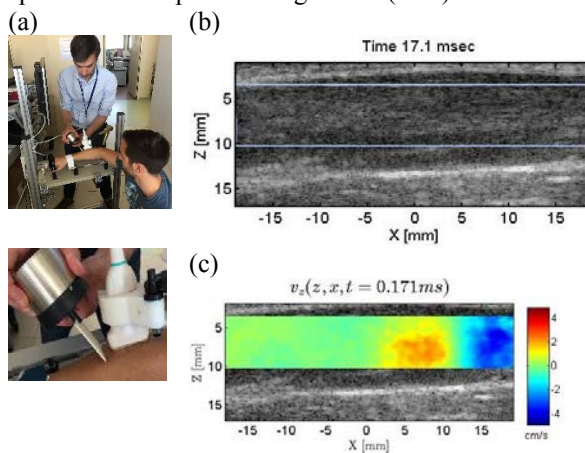 (a)
(b)
Time 17.1 msec
Z [mm]
5
10
15
-15 -10 -5 0 5 10 15
X [mm]
(c)
v_z(z, x, t = 0.171ms)
Z [mm]
5
10
15
-15 -10 -5 0 5 10 15
X [mm]
4
2
0
-2
-4
cm/s